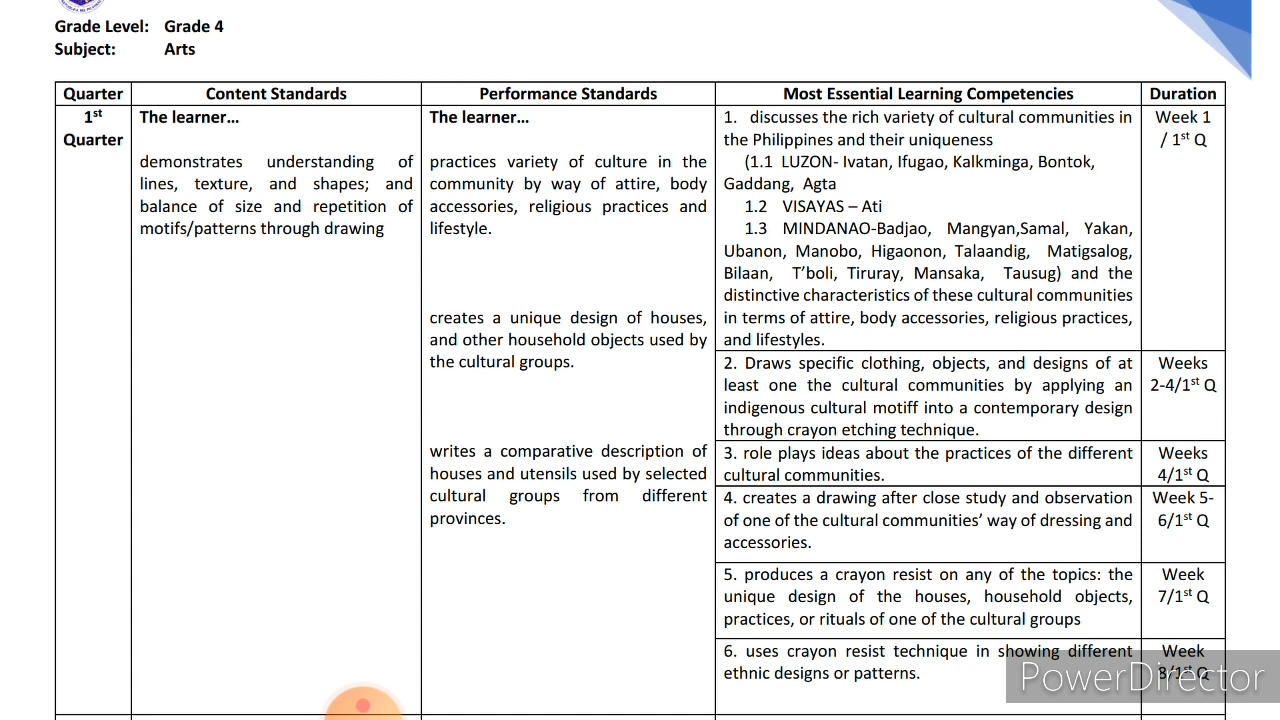 Grade Level: Grade 4
Subject: Arts
Quarter
Content Standards
Performance Standards
Most Essential Learning Competencies
Duration
1st
Quarter
The learner...
demonstrates understanding of
lines, texture, and shapes; and
balance of size and repetition of
motifs/patterns through drawing
The learner...
practices variety of culture in the
community by way of attire, body
accessories, religious practices and
lifestyle.
creates a unique design of houses,
and other household objects used by
the cultural groups.
writes a comparative description of
houses and utensils used by selected
cultural groups from different
provinces.
1. discusses the rich variety of cultural communities in
the Philippines and their uniqueness
(1.1 LUZON- Ivatan, Ifugao, Kalkminga, Bontok,
Gaddang, Agta
1.2 VISAYAS – Ati
1.3 MINDANAO-Badjao, Mangyan,Samal, Yakan,
Ubanon, Manobo, Higaonon, Talaandig, Matigsalog,
Bilaan, T'boli, Tiruray, Mansaka, Tausug) and the
distinctive characteristics of these cultural communities
in terms of attire, body accessories, religious practices,
and lifestyles.
Week 1
/ 1st Q
2. Draws specific clothing, objects, and designs of at
least one the cultural communities by applying an
indigenous cultural motiff into a contemporary design
through crayon etching technique.
Weeks
2-4/1st Q
3. role plays ideas about the practices of the different
cultural communities.
Weeks
4/1st Q
4. creates a drawing after close study and observation
of one of the cultural communities' way of dressing and
accessories.
Week 5-
6/1st Q
5. produces a crayon resist on any of the topics: the
unique design of the houses, household objects,
practices, or rituals of one of the cultural groups
Week
7/1st Q
6. uses crayon resist technique in showing different
ethnic designs or patterns.
Week
8/1st Q
PowerDirector